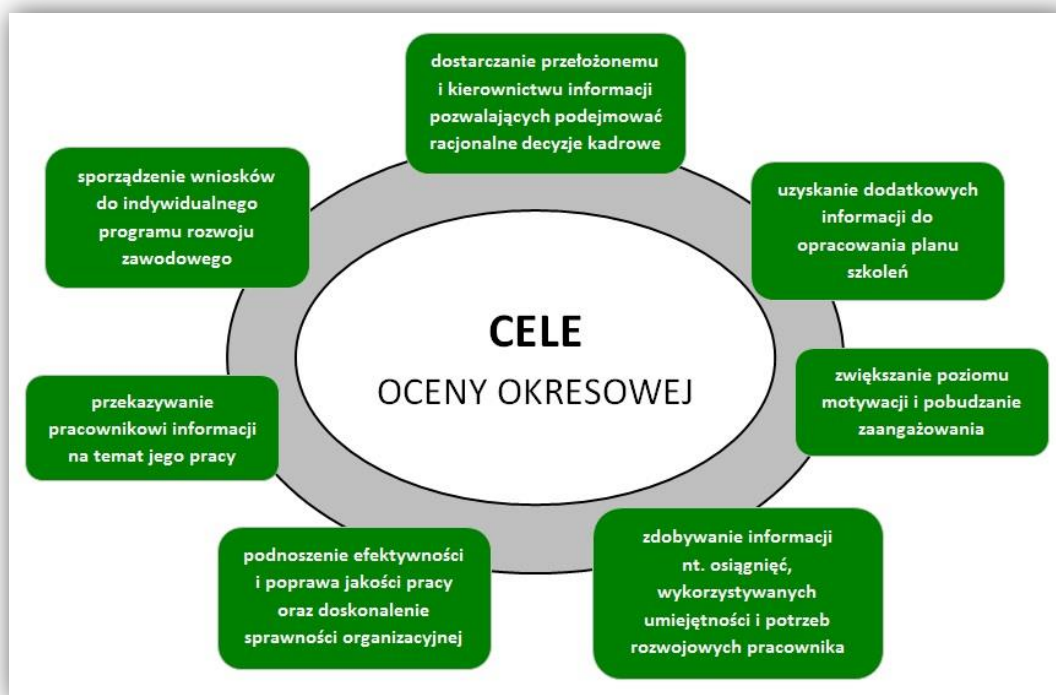 dostarczanie przełożonemu
i kierownictwu informacji
pozwalających podejmować
racjonalne decyzje kadrowe
uzyskanie dodatkowych
informacji do
opracowania planu
szkoleń
zwiększanie poziomu
motywacji i pobudzanie
zaangażowania
zdobywanie informacji
nt. osiągnięć,
wykorzystywanych
umiejętności i potrzeb
rozwojowych pracownika
podnoszenie efektywności
i poprawa jakości pracy
oraz doskonalenie
sprawności organizacyjnej
przekazywanie
pracownikowi informacji
na temat jego pracy
sporządzenie wniosków
do indywidualnego
programu rozwoju
zawodowego
CELE
OCENY OKRESOWEJ